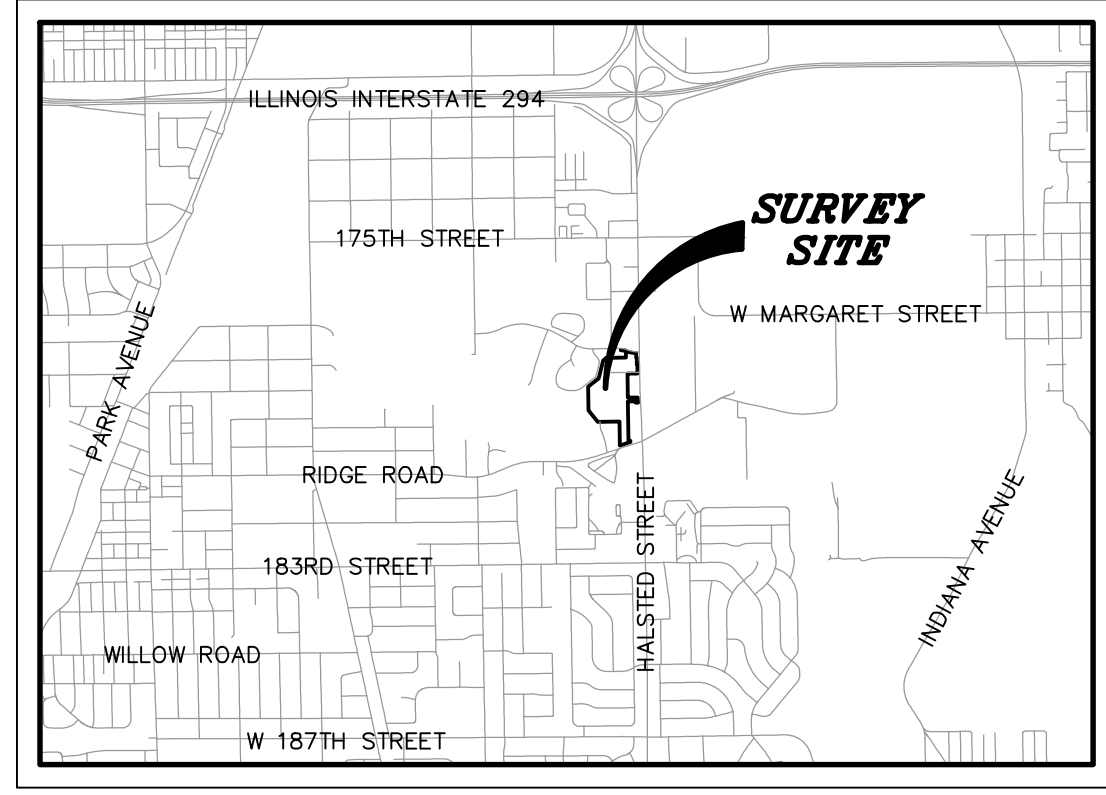 ILLINOIS INTERSTATE 294
SURVEY
SITE
175TH STREET
W MARGARET STREET
PARK AVENUE
RIDGE ROAD
HALSTED STREET
INDIANA AVENUE
183RD STREET
WILLOW ROAD
W 187TH STREET